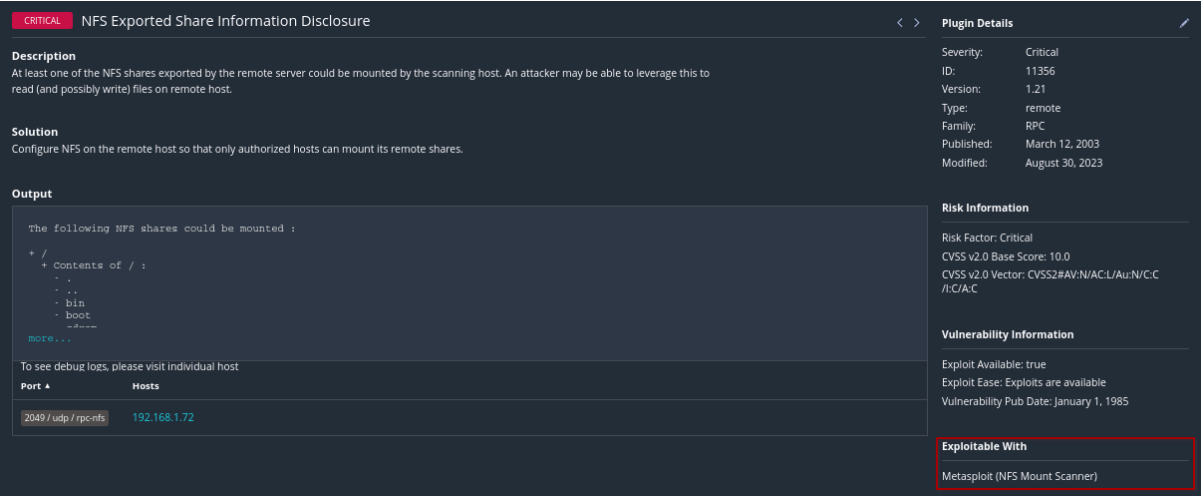 CRITICAL NFS Exported Share Information Disclosure
Description
At least one of the NFS shares exported by the remote server could be mounted by the scanning host. An attacker may be able to leverage this to
read (and possibly write) files on remote host.
Solution
Configure NFS on the remote host so that only authorized hosts can mount its remote shares.
Output
The following NFS shares could be mounted :
+ /
+ Contents of / :
- .
- ..
- bin
- boot
more...
To see debug logs, please visit individual host
Port ▲ Hosts
2049 / udp / rpc-nfs 192.168.1.72
Plugin Details
Severity: Critical
ID: 11356
Version: 1.21
Type: remote
Family: RPC
Published: March 12, 2003
Modified: August 30, 2023
Risk Information
Risk Factor: Critical
CVSS v2.0 Base Score: 10.0
CVSS v2.0 Vector: CVSS2#AV:N/AC:L/Au:N/C:C
/I:C/A:C
Vulnerability Information
Exploit Available: true
Exploit Ease: Exploits are available
Vulnerability Pub Date: January 1, 1985
Exploitable With
Metasploit (NFS Mount Scanner)